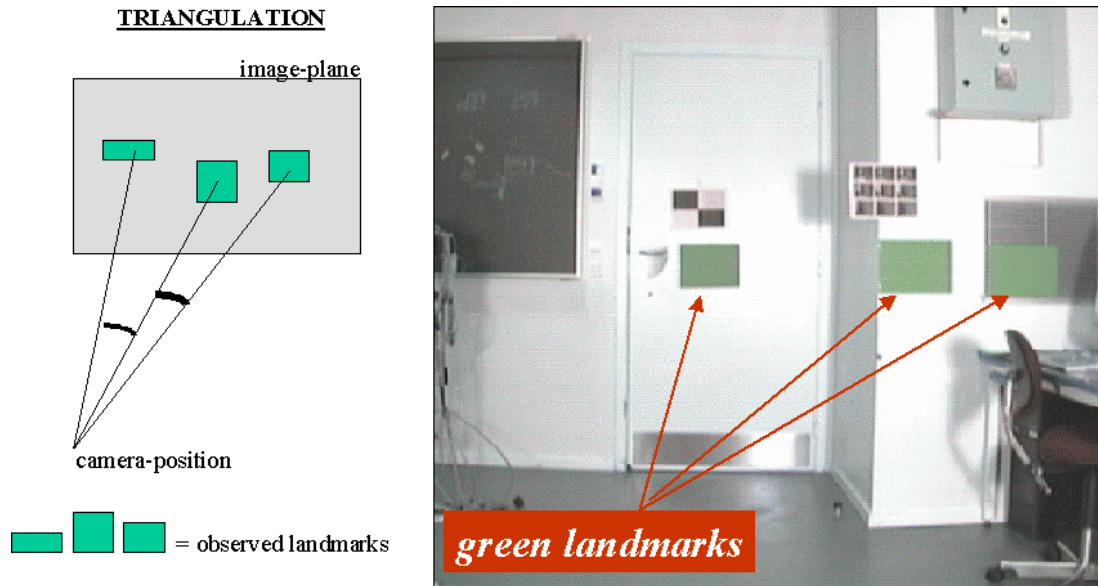 TRIANGULATION
image-plane
camera-position
= observed landmarks
green landmarks